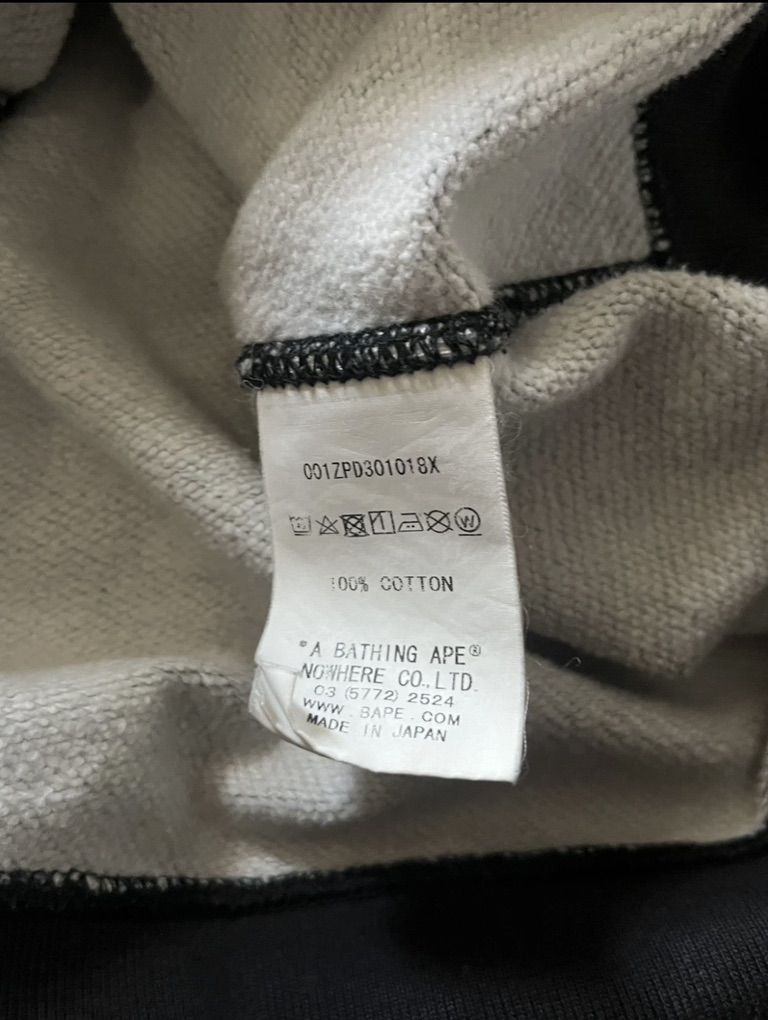 001ZPD301018X
W
100% COTTON
®A BATHING APE®
NOWHERE CO.,LTD.
03 (5772) 2524
WWW.BAPE.COM
MADE IN JAPAN